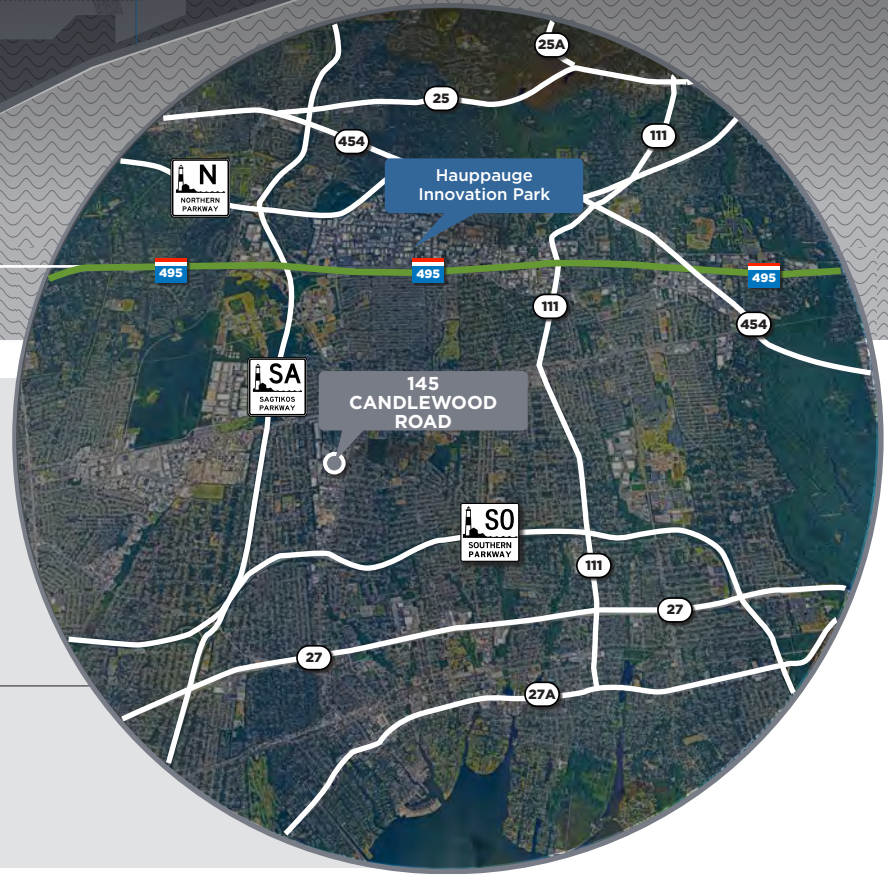 25A
25
454
111
N
NORTHERN
PARKWAY
Hauppauge
Innovation Park
495
495
495
111
454
SA
SAGTIKOS
PARKWAY
145
CANDLEWOOD
ROAD
SO
SOUTHERN
PARKWAY
111
27
27
27A